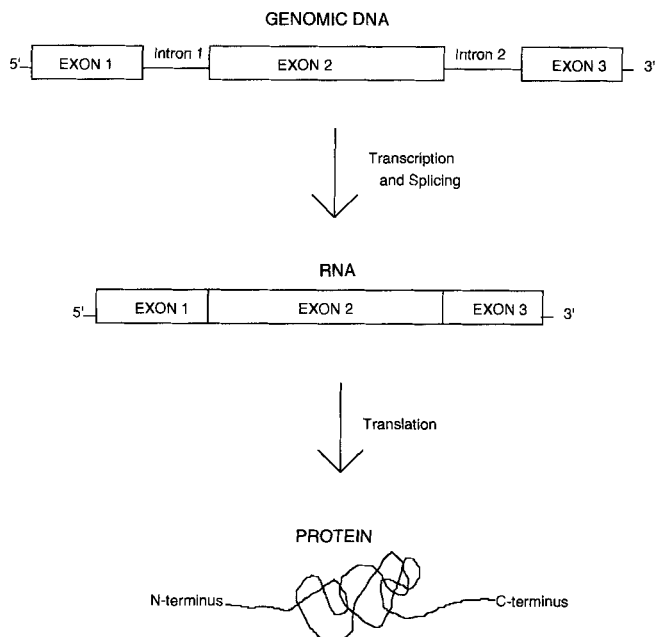 GENOMIC DNA
5' EXON 1 Intron 1 EXON 2 Intron 2 EXON 3 3'
Transcription
and Splicing
RNA
5' EXON 1 EXON 2 EXON 3 3'
Translation
PROTEIN
N-terminus C-terminus